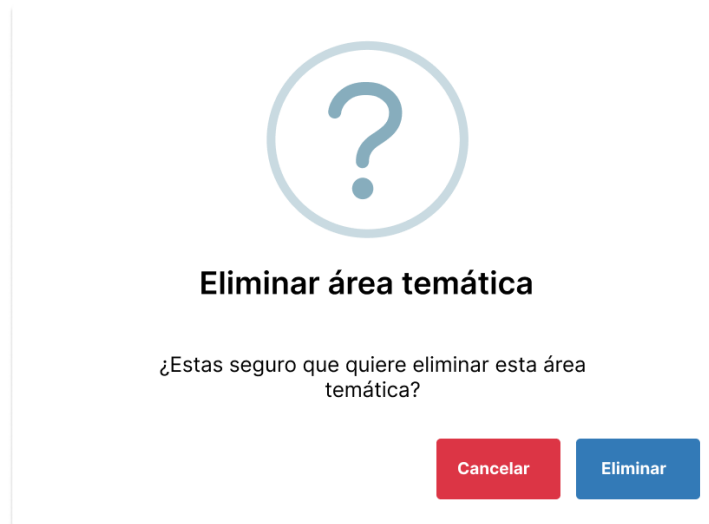 ?
Eliminar área temática
¿Estas seguro que quiere eliminar esta área
temática?
Cancelar
Eliminar